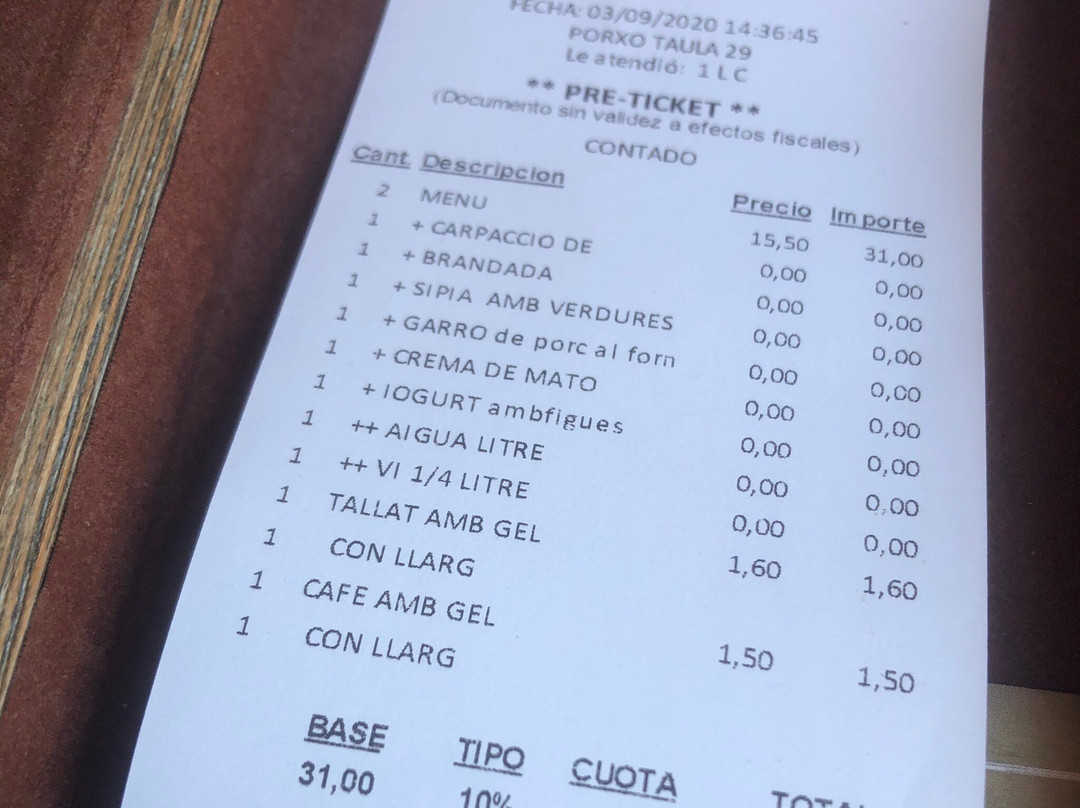 FECHA: 03/09/2020 14:36:45
PORXO TAULA 29
Le atendió: 1 L C
** PRE-TICKET **
(Documento sin validez a efectos fiscales)
CONTADO
Cant. Descripcion Precio Importe
2 MENU 15,50 31,00
1 + CARPACCIO DE 0,00 0,00
1 + BRANDADA 0,00 0,00
1 + SIPIA AMB VERDURES 0,00 0,00
1 + GARRO de porc al forn 0,00 0,00
1 + CREMA DE MATO 0,00 0,00
1 + IOGURT ambfigues 0,00 0,00
1 ++ AIGUA LITRE 0,00 0,00
1 ++ VI 1/4 LITRE 0,00 0,00
1 TALLAT AMB GEL 1,60 1,60
1 CON LLARG
1 CAFE AMB GEL 1,50 1,50
1 CON LLARG
BASE TIPO CUOTA TOTAL
31,00 10%